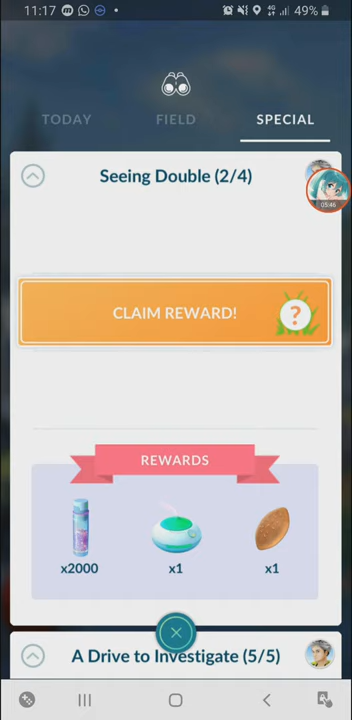 11:17
4G
49%
TODAY
FIELD
SPECIAL
Seeing Double (2/4)
05:46
CLAIM REWARD!
?
REWARDS
x2000
x1
x1
A Drive to Investigate (5/5)